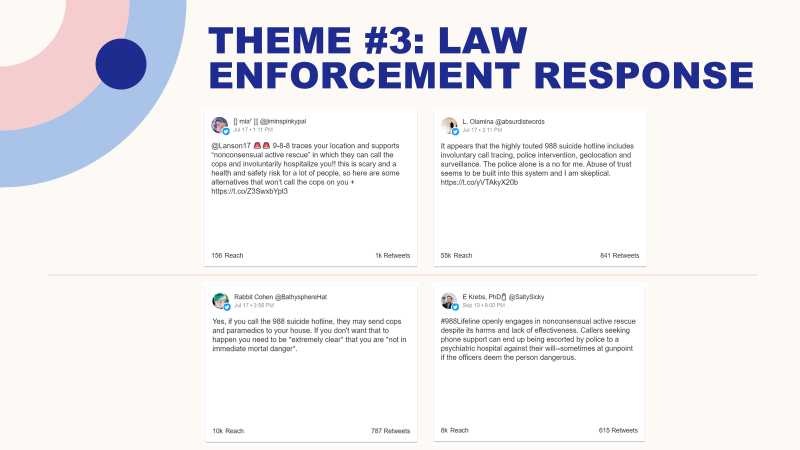 THEME #3: LAW
ENFORCEMENT RESPONSE
@jiminspinkypal
Jul 17 • 1:11 PM
@Lanson17 🚨🚨 9-8-8 traces your location and supports
"nonconsensual active rescue" in which they can call the
cops and involuntarily hospitalize you!! this is scary and a
health and safety risk for a lot of people, so here are some
alternatives that won't call the cops on you +
https://t.co/Z3SwxbYpt3
156 Reach 1k Retweets
L. Olamina @absurdistwords
Jul 17 • 3:11 PM
It appears that the highly touted 988 suicide hotline includes
involuntary call tracing, police intervention, geolocation and
surveillance. The police alone is a no for me. Abuse of trust
seems to be built into this system and I am skeptical.
https://t.co/yVTAkyX20b
55k Reach 841 Retweets
Rabbit Cohen @BathysphereHat
Jul 17 • 3:56 PM
Yes, if you call the 988 suicide hotline, they may send cops
and paramedics to your house. If you don't want that to
happen you need to be "extremely clear" that you are "not in
immediate mortal danger".
10k Reach 787 Retweets
E Krebs, PhD @SaltySicky
Sep 10 • 9:00 PM
#988Lifeline openly engages in nonconsensual active rescue
despite its harms and lack of effectiveness. Callers seeking
phone support can end up being escorted by police to a
psychiatric hospital against their will--sometimes at gunpoint
if the officers deem the person dangerous.
8k Reach 615 Retweets